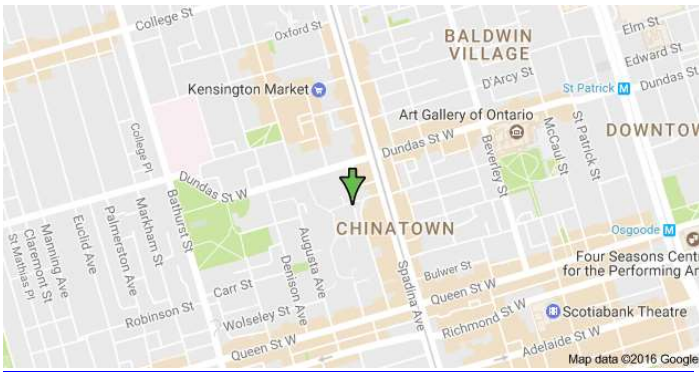 College St
Oxford St
BALDWIN
VILLAGE
Elm St
Edward St
D'Arcy St
Kensington Market
St Patrick M
Dundas St
Art Gallery of Ontario
Dundas St W
College Pl
Beverley St
McCaul St
St Patrick St
DOWNTOW
Dundas St W
Bathurst St
Markham St
Palmerston Ave
Euclid Ave
Manning Ave
Claremont St
St Mathias Pl
CHINATOWN
Osgoode M
Augusta Ave
Denison Ave
Spadina Ave
Bulwer St
Four Seasons Cent
for the Performing Ar
Carr St
Queen St W
Robinson St
Wolseley St
Richmond St W
Scotiabank Theatre
Queen St W
Adelaide St W
Map data ©2016 Google